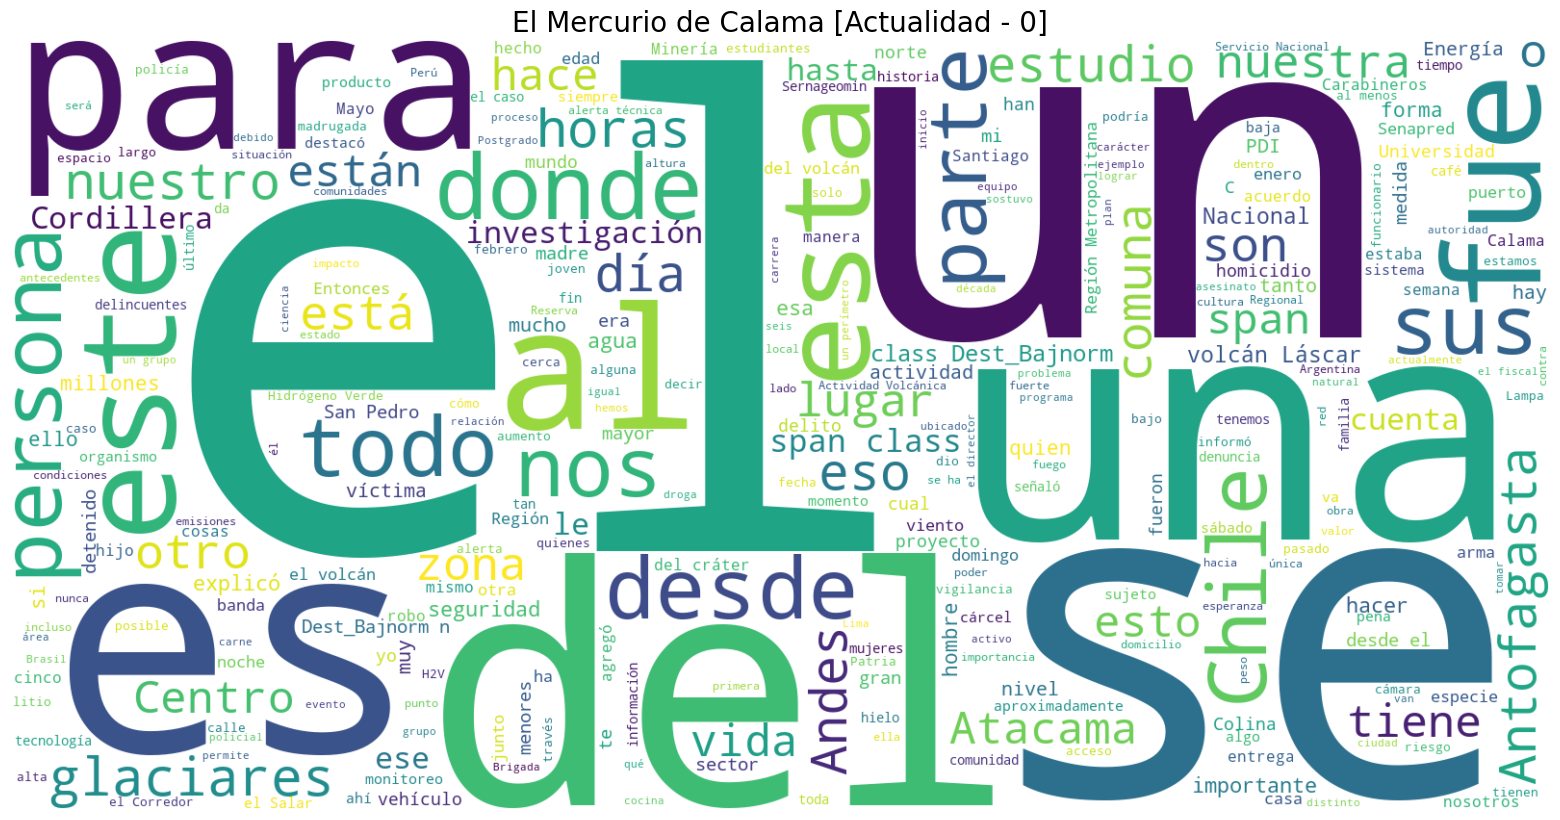 El Mercurio de Calama [Actualidad - 0]
para
policía
será
Perú
producto
Mayo
madrugada
destacó
debido
situación
espacio
largo
comunidades
nuestro
están
Cordillera
da
hecho
hace
edad
el caso
siempre
alerta técnica
proceso
Postgrado
horas
mundo
altura
donde
investigación
febrero
madre
joven
día
Minería
estudiantes
el
un
hasta
norte
historia
Sernageomin
estudio
han
mi
parte
inicio
Santiago
equipo
sostuvo
del volcán
solo
esta
manera
carrera
esa
seis
local
un perímetro
década
Servicio Nacional
nuestra
Energía
tiempo
Carabineros
al menos
forma
Senapred
Universidad
café
puerto
o
fue
podría
carácter
ejemplo
lograr
plan
Región Metropolitana
baja
PDI
dentro
enero
C
acuerdo
Nacional
son
homicidio
asesinato
tanto
cultura
Regional
span
comuna
medida
funcionario
estaba
sistema
semana
hay
autoridad
Calama
estamos
sus
persona
este
último
antecedentes
delincuentes
un grupo
millones
ello
caso
organismo
condiciones
detenido
hijo
emisiones
cosas
otro
impacto
Entonces
ciencia
está
estado
Hidrógeno Verde
San Pedro
cómo
relación
él
todo
víctima
fin
Reserva
mucho
era
agua
cerca
alguna
igual
decir
hemos
al
aumento
mayor
nos
tan
droga
Región
le
quienes
class Dest_Bajnorm
actividad
lado
Actividad Volcánica
lugar
delito
span class
ubicado
eso
dio
se ha
el director
fecha
momento
cual
viento
proyecto
problema
fuerte
programa
bajo
quien
fuego
señaló
una
volcán Láscar
Argentina
natural
tenemos
red
familia
informó
denuncia
cuenta
actualmente
el fiscal
contra
Lampa
va
obra
valor
sábado
pasado
fueron
chile
Antofagasta
arma
si
nunca
explicó
el volcán
banda
incluso
área
posible
carne
Brasil
noche
cinco
litio
es
Dest_Bajnorm n
robo
yo
muy
H2V
alerta
zona
mismo
otra
seguridad
Centro
evento
calle
policial
tecnología
permite
punto
grupo
ese
alta
glaciares
monitoreo
ahí
vehículo
el Corredor
el Salar
del
del cráter
desde
ha
menores
junto
Brigada
través
agregó
te
información
qué
cocina
primera
vida
sector
toda
Andes
Lima
mujeres
Patria
gran
hielo
ella
domingo
poder
vigilancia
cárcel
hombre
activo
importancia
nivel
aproximadamente
Atacama
acceso
comunidad
se
sujeto
esto
domicilio
hacia
única
esperanza
tomar
hacer
pena
desde el
peso
cámara
van
especie
Colina
algo
tiene
ciudad
riesgo
entrega
importante
casa
distinto
nosotros
tienen